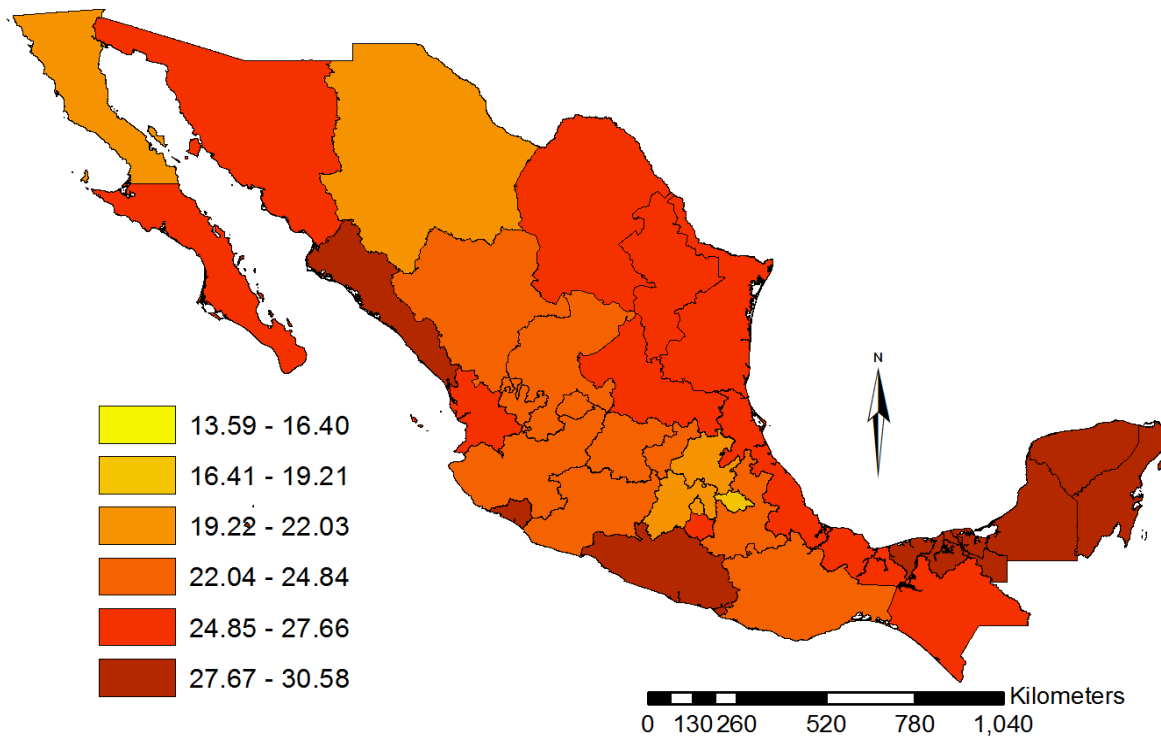 N
13.59 - 16.40
16.41 - 19.21
19.22 - 22.03
22.04 - 24.84
24.85 - 27.66
27.67 - 30.58
Kilometers
0 130 260 520 780 1,040